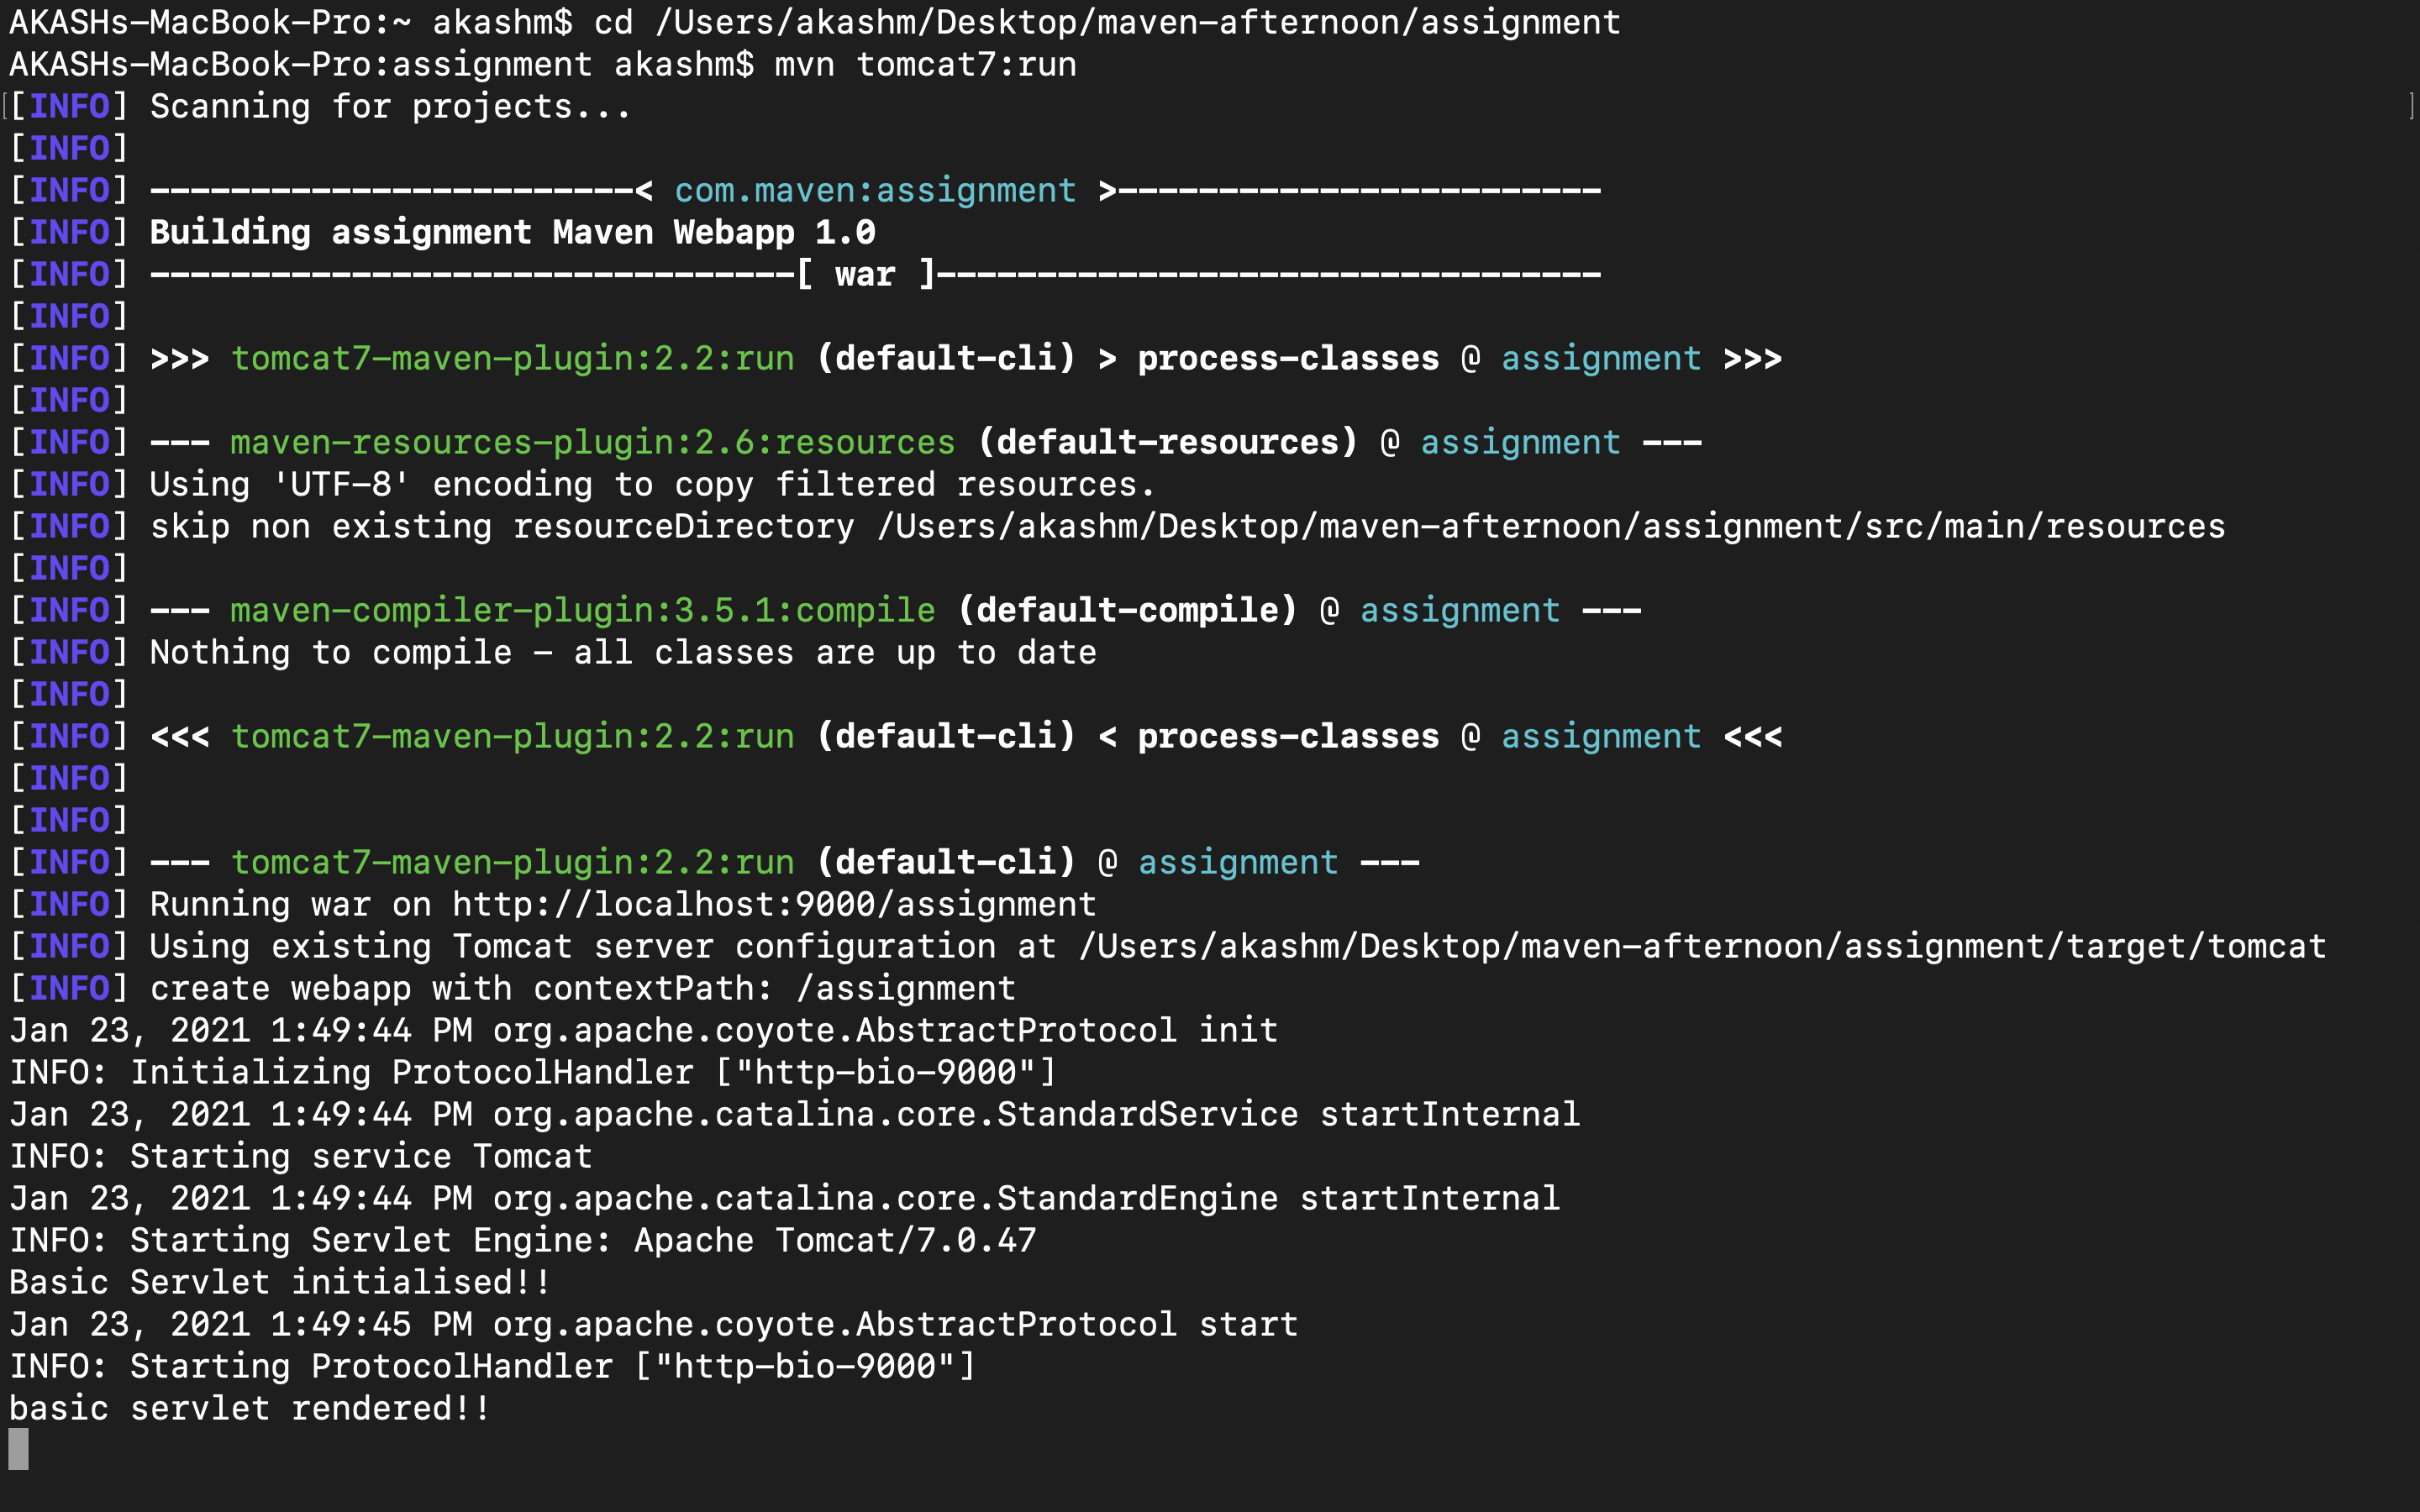 AKASHs-MacBook-Pro:~ akashm$ cd /Users/akashm/Desktop/maven-afternoon/assignment
AKASHs-MacBook-Pro:assignment akashm$ mvn tomcat7:run
[INFO] Scanning for projects...
[INFO]
[INFO] ------------------------< com.maven:assignment >------------------------
[INFO] Building assignment Maven Webapp 1.0
[INFO] --------------------------------[ war ]---------------------------------
[INFO]
[INFO] >>> tomcat7-maven-plugin:2.2:run (default-cli) > process-classes @ assignment >>>
[INFO]
[INFO] --- maven-resources-plugin:2.6:resources (default-resources) @ assignment ---
[INFO] Using 'UTF-8' encoding to copy filtered resources.
[INFO] skip non existing resourceDirectory /Users/akashm/Desktop/maven-afternoon/assignment/src/main/resources
[INFO]
[INFO] --- maven-compiler-plugin:3.5.1:compile (default-compile) @ assignment ---
[INFO] Nothing to compile - all classes are up to date
[INFO]
[INFO] <<< tomcat7-maven-plugin:2.2:run (default-cli) < process-classes @ assignment <<<
[INFO]
[INFO]
[INFO] --- tomcat7-maven-plugin:2.2:run (default-cli) @ assignment ---
[INFO] Running war on http://localhost:9000/assignment
[INFO] Using existing Tomcat server configuration at /Users/akashm/Desktop/maven-afternoon/assignment/target/tomcat
[INFO] create webapp with contextPath: /assignment
Jan 23, 2021 1:49:44 PM org.apache.coyote.AbstractProtocol init
INFO: Initializing ProtocolHandler ["http-bio-9000"]
Jan 23, 2021 1:49:44 PM org.apache.catalina.core.StandardService startInternal
INFO: Starting service Tomcat
Jan 23, 2021 1:49:44 PM org.apache.catalina.core.StandardEngine startInternal
INFO: Starting Servlet Engine: Apache Tomcat/7.0.47
Basic Servlet initialised!!
Jan 23, 2021 1:49:45 PM org.apache.coyote.AbstractProtocol start
INFO: Starting ProtocolHandler ["http-bio-9000"]
basic servlet rendered!!